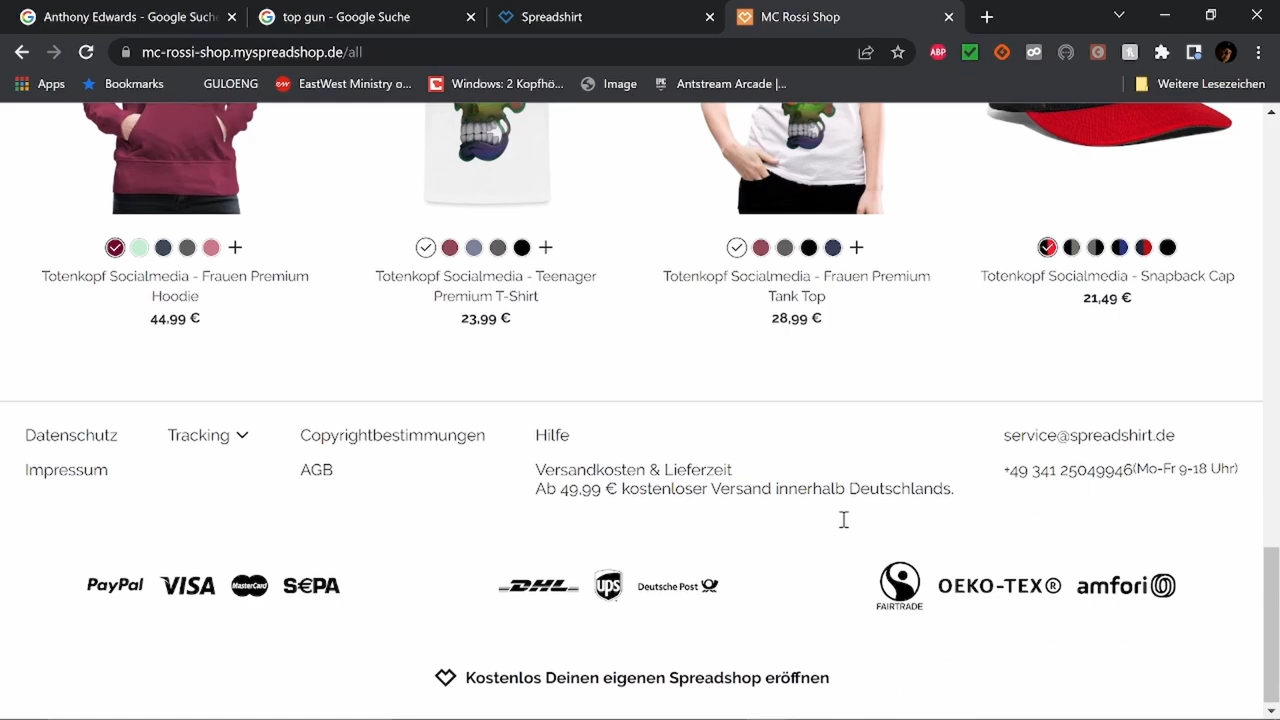 Anthony Edwards - Google Suche
top gun - Google Suche
Spreadshirt
MC Rossi Shop
mc-rossi-shop.myspreadshop.de/all
ABP
Apps
Bookmarks
GULOENG
EastWest Ministry o...
Windows: 2 Kopfhö...
Image
Antstream Arcade |...
Weitere Lesezeichen
Totenkopf Socialmedia - Frauen Premium
Hoodie
44,99 €
Totenkopf Socialmedia - Teenager
Premium T-Shirt
23,99 €
Totenkopf Socialmedia - Frauen Premium
Tank Top
28,99 €
Totenkopf Socialmedia - Snapback Cap
21,49 €
Datenschutz
Tracking
Copyrightbestimmungen
Hilfe
service@spreadshirt.de
Impressum
AGB
Versandkosten & Lieferzeit
Ab 49.99 € kostenloser Versand innerhalb Deutschlands.
+49 341 25049946(Mo-Fr 9-18 Uhr)
PayPal
VISA
MasterCard
S€PA
DHL
ups
Deutsche Post
FAIRTRADE
OEKO-TEX®
amfori
Kostenlos Deinen eigenen Spreadshop eröffnen